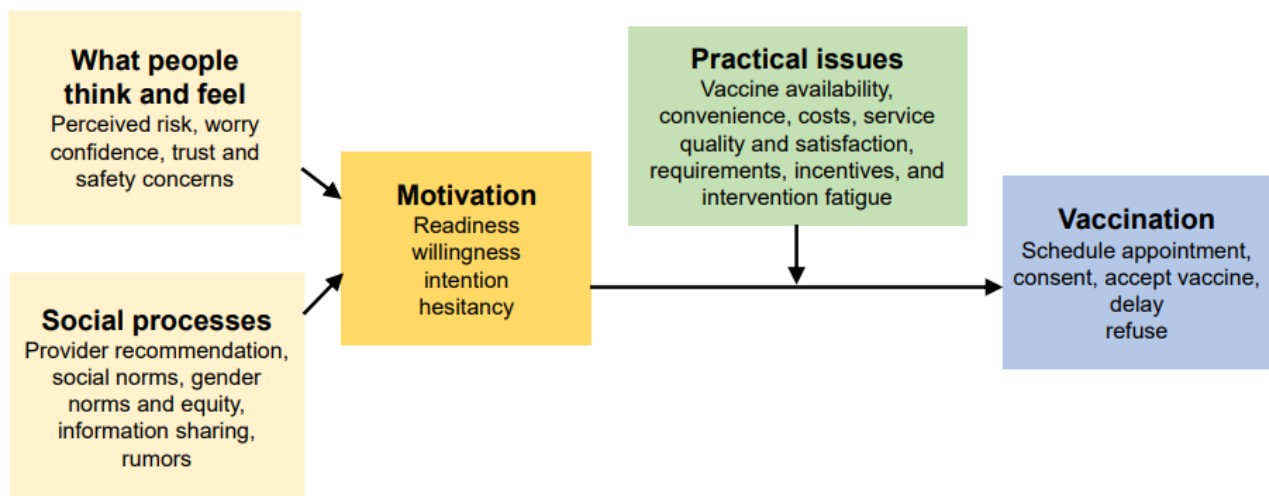 What people
think and feel
Perceived risk, worry
confidence, trust and
safety concerns
Social processes
Provider recommendation,
social norms, gender
norms and equity,
information sharing,
rumors
Motivation
Readiness
willingness
intention
hesitancy
Practical issues
Vaccine availability,
convenience, costs, service
quality and satisfaction,
requirements, incentives, and
intervention fatigue
Vaccination
Schedule appointment,
consent, accept vaccine,
delay
refuse